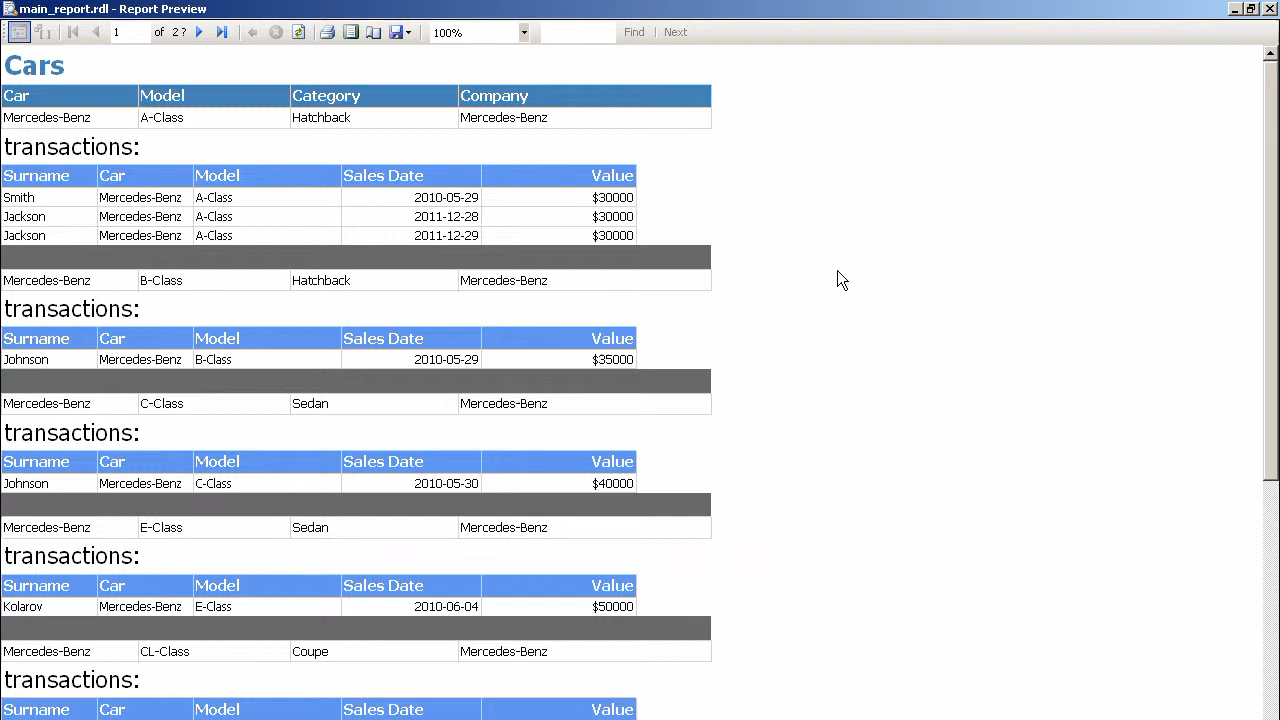 main_report.rdl - Report Preview
1 of 2? 100% Find Next
Cars
Car Model Category Company
Mercedes-Benz A-Class Hatchback Mercedes-Benz
transactions:
Surname Car Model Sales Date Value
Smith Mercedes-Benz A-Class 2010-05-29 $30000
Jackson Mercedes-Benz A-Class 2011-12-28 $30000
Jackson Mercedes-Benz A-Class 2011-12-29 $30000
Mercedes-Benz B-Class Hatchback Mercedes-Benz
transactions:
Surname Car Model Sales Date Value
Johnson Mercedes-Benz B-Class 2010-05-29 $35000
Mercedes-Benz C-Class Sedan Mercedes-Benz
transactions:
Surname Car Model Sales Date Value
Johnson Mercedes-Benz C-Class 2010-05-30 $40000
Mercedes-Benz E-Class Sedan Mercedes-Benz
transactions:
Surname Car Model Sales Date Value
Kolarov Mercedes-Benz E-Class 2010-06-04 $50000
Mercedes-Benz CL-Class Coupe Mercedes-Benz
transactions:
Surname Car Model Sales Date Value